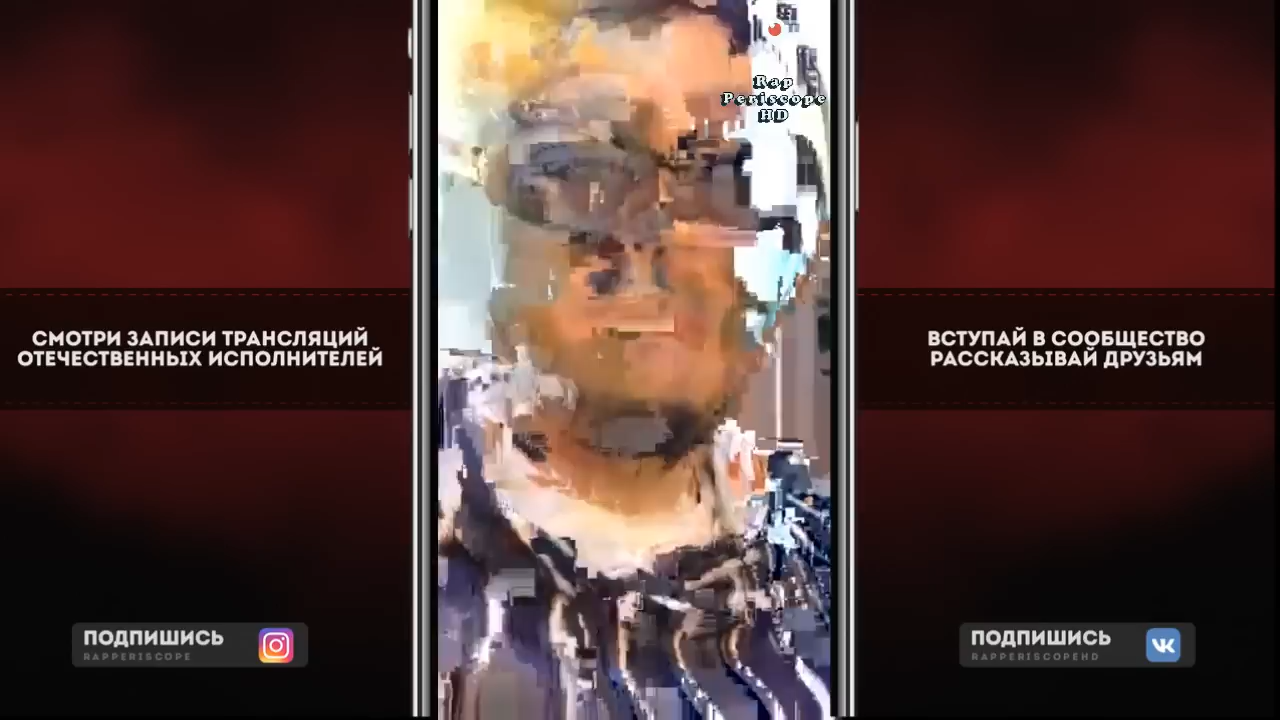 Rap
Periscope
HD
СМОТРИ ЗАПИСИ ТРАНСЛЯЦИЙ
ОТЕЧЕСТВЕННЫХ ИСПОЛНИТЕЛЕЙ
ВСТУПАЙ В СООБЩЕСТВО
РАССКАЗЫВАЙ ДРУЗЬЯМ
ПОДПИШИСЬ
RAPPERISCOPE
ПОДПИШИСЬ
RAPPERISCOPEHD